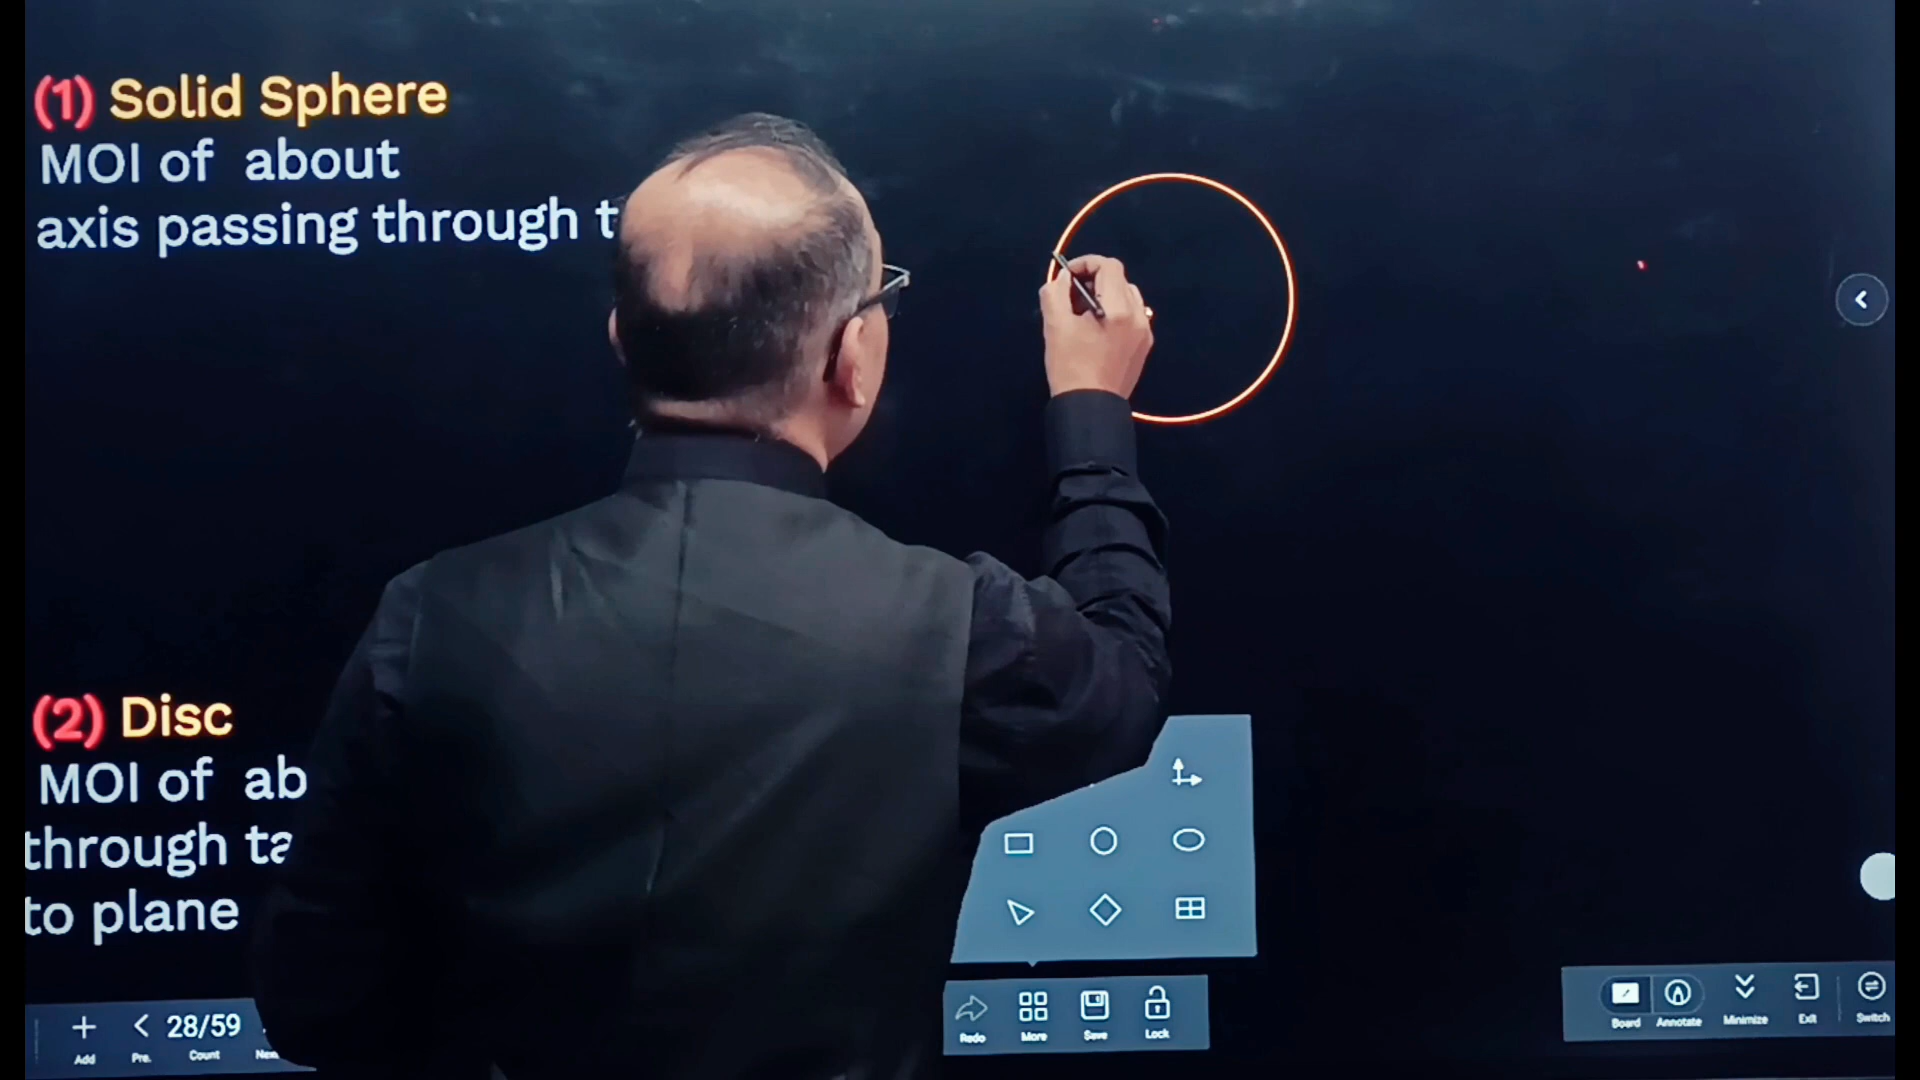 (1) Solid Sphere
MOI of about
axis passing through t
(2) Disc
MOI of ab
through ta
to plane
Add
Pre.
28/59
Count
Redo
More
Save
Lock
Board
Annotate
Minimize
Exit
Switch